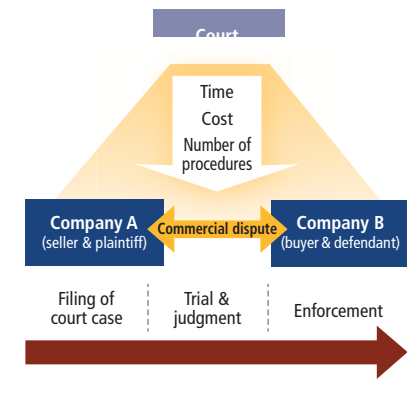 Court
Time
Cost
Number of
procedures
Company A
(seller & plaintiff)
Commercial dispute
Company B
(buyer & defendant)
Filing of
court case
Trial &
judgment
Enforcement